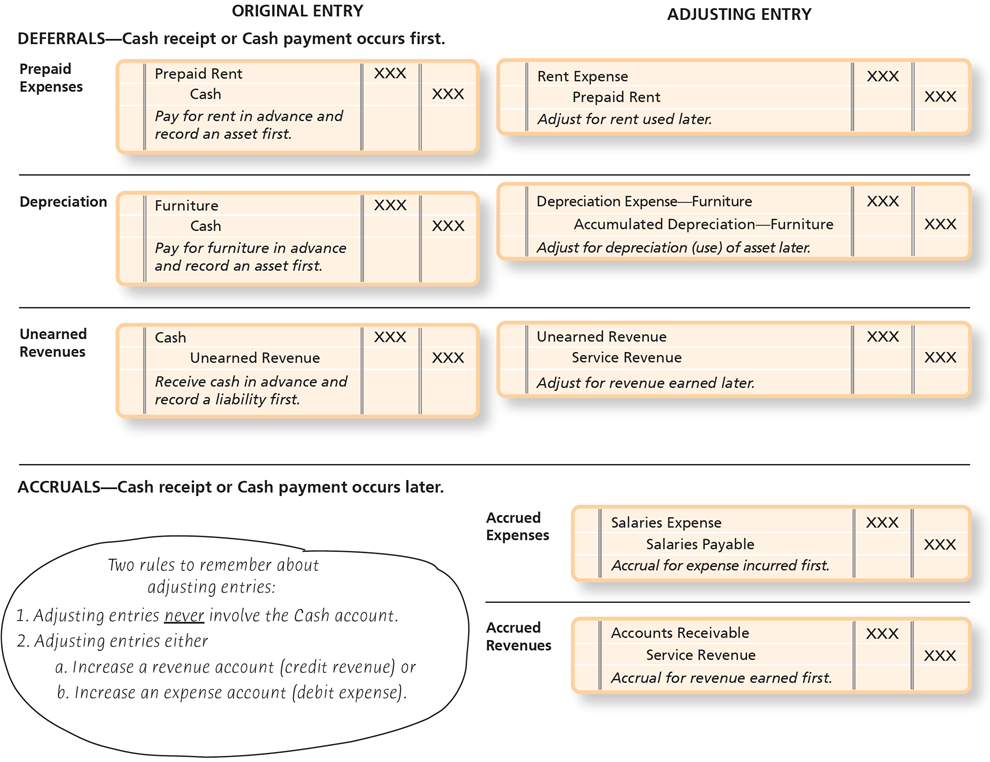 ORIGINAL ENTRY
ADJUSTING ENTRY
DEFERRALS—Cash receipt or Cash payment occurs first.
Prepaid
Expenses
Prepaid Rent XXX
Cash XXX
Pay for rent in advance and
record an asset first.
Rent Expense XXX
Prepaid Rent XXX
Adjust for rent used later.
Depreciation
Furniture XXX
Cash XXX
Pay for furniture in advance
and record an asset first.
Depreciation Expense—Furniture XXX
Accumulated Depreciation—Furniture XXX
Adjust for depreciation (use) of asset later.
Unearned
Revenues
Cash XXX
Unearned Revenue XXX
Receive cash in advance and
record a liability first.
Unearned Revenue XXX
Service Revenue XXX
Adjust for revenue earned later.
ACCRUALS—Cash receipt or Cash payment occurs later.
Two rules to remember about
adjusting entries:
1. Adjusting entries never involve the Cash account.
2. Adjusting entries either
a. Increase a revenue account (credit revenue) or
b. Increase an expense account (debit expense).
Accrued
Expenses
Salaries Expense XXX
Salaries Payable XXX
Accrual for expense incurred first.
Accrued
Revenues
Accounts Receivable XXX
Service Revenue XXX
Accrual for revenue earned first.